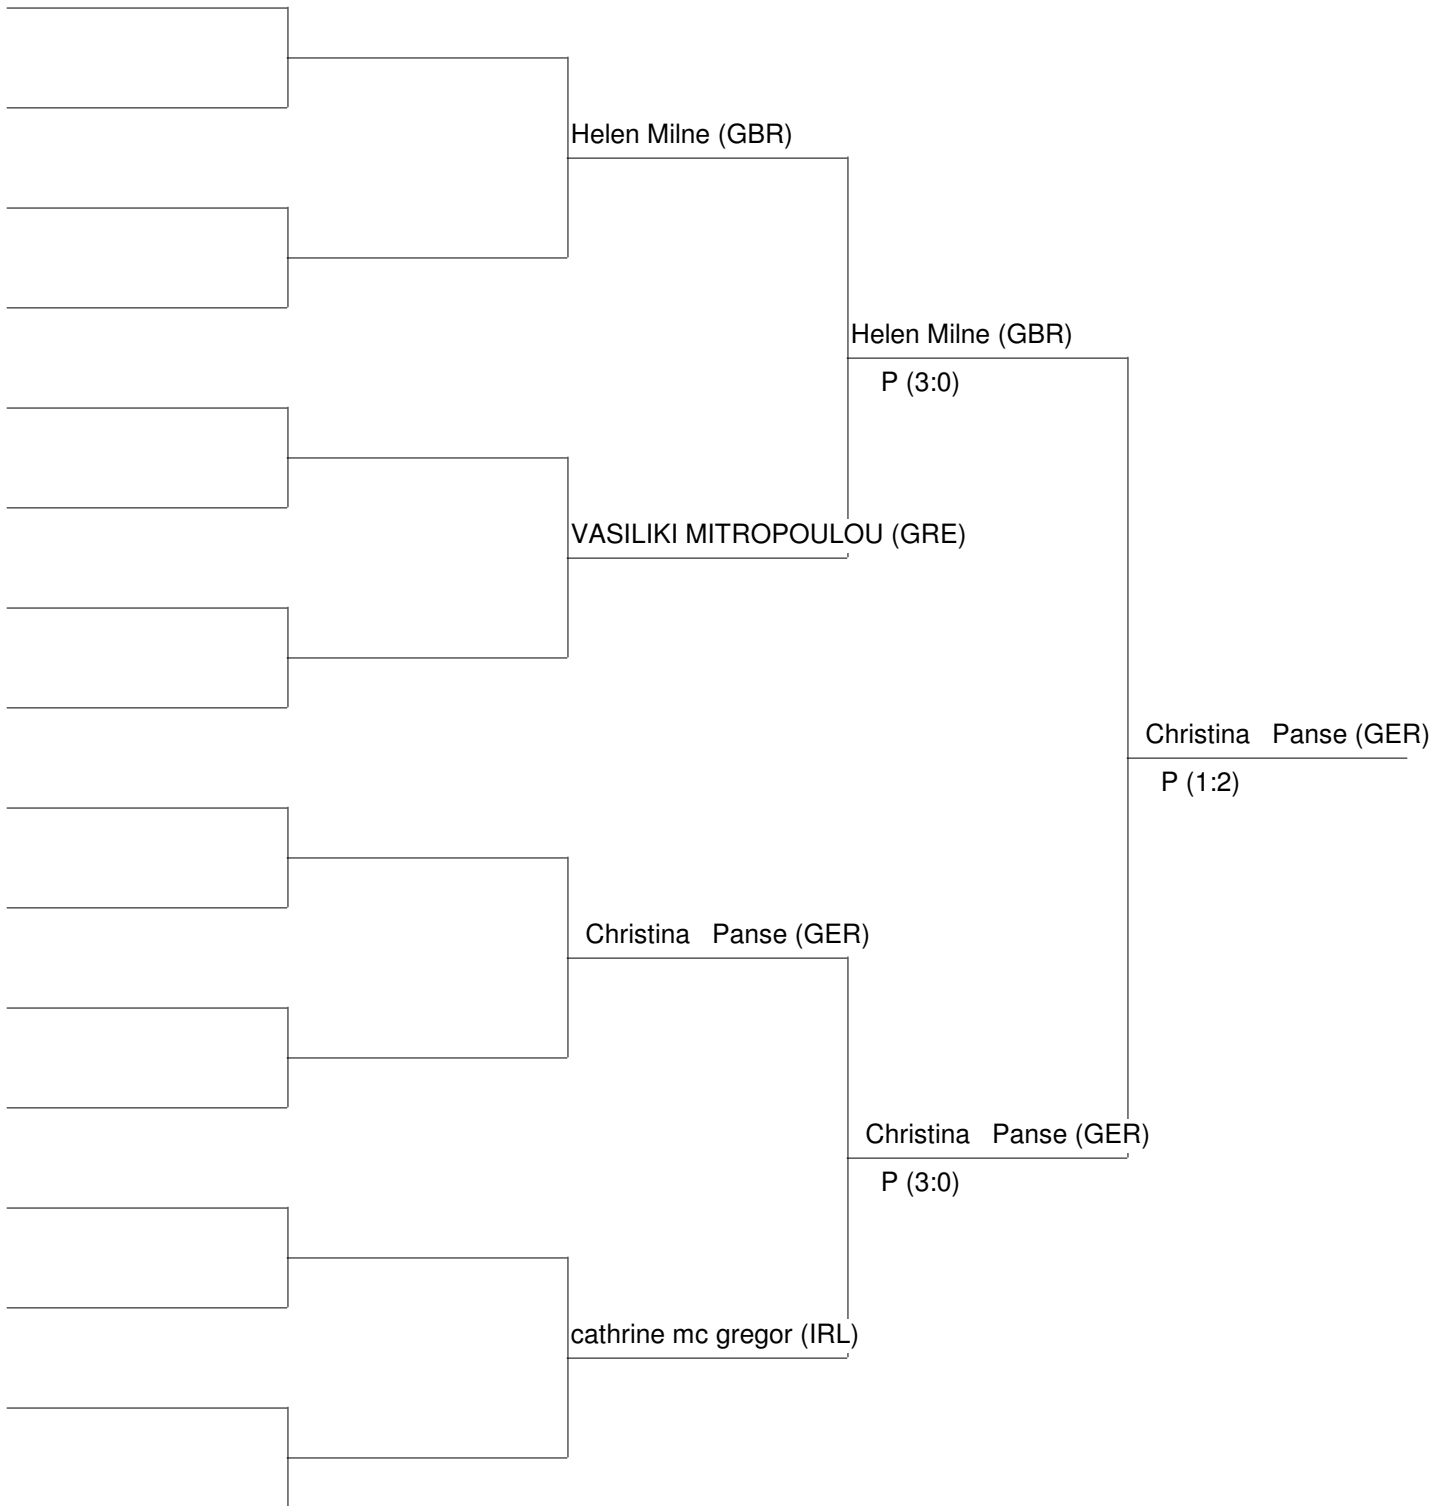 Helen Milne (GBR)
Helen Milne (GBR)
P (3:0)
VASILIKI MITROPOULOU (GRE)
Christina   Panse (GER)
P (1:2)
Christina   Panse (GER)
Christina   Panse (GER)
P (3:0)
cathrine mc gregor (IRL)